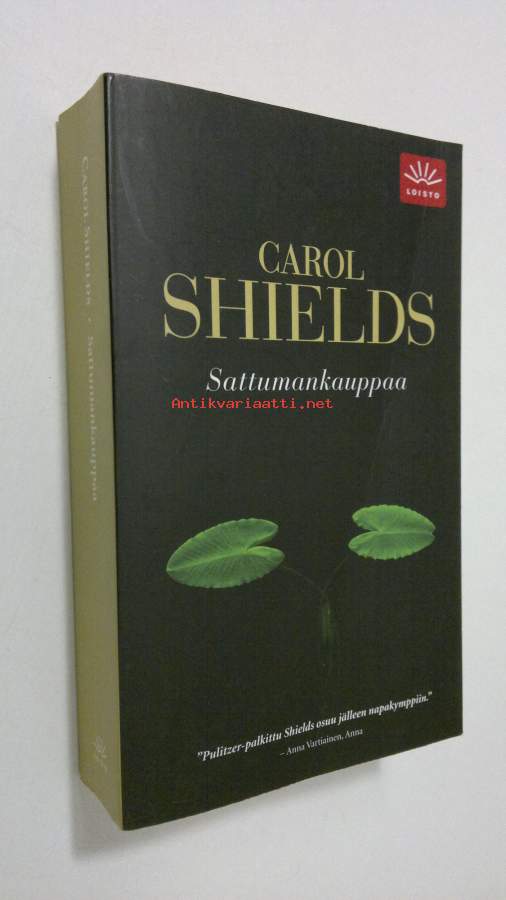 LOISTO
CAROL
SHIELDS
Sattumankauppaa
Antikvariaatti.net
"Pulitzer-palkittu Shields osuu jälleen napakymppiin."
– Anna Vartiainen, Anna
CAROL SHIELDS • Sattumankauppaa